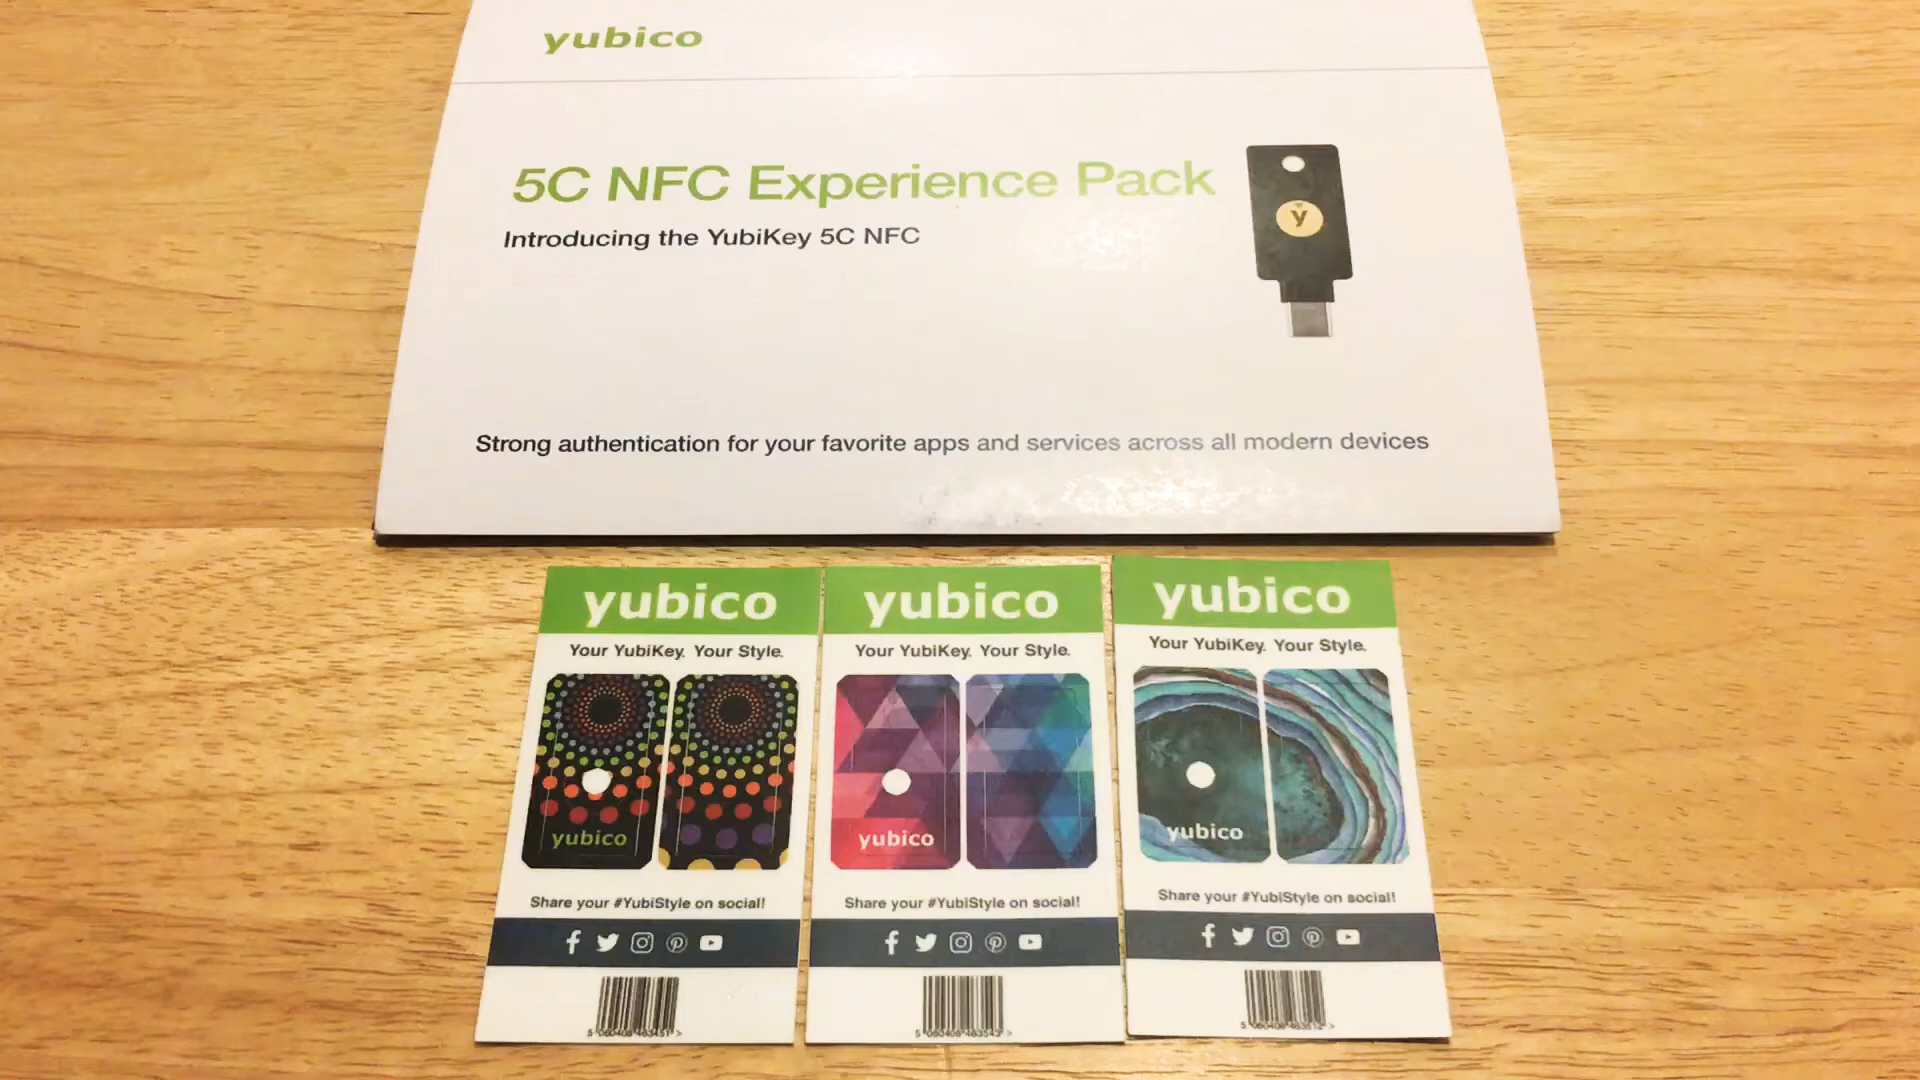 yubico
5C NFC Experience Pack
Introducing the YubiKey 5C NFC
y
Strong authentication for your favorite apps and services across all modern devices
yubico
Your YubiKey. Your Style.
yubico
Share your #YubiStyle on social!
yubico
Your YubiKey. Your Style.
yubico
Share your #YubiStyle on social!
yubico
Your YubiKey. Your Style.
yubico
Share your #YubiStyle on social!